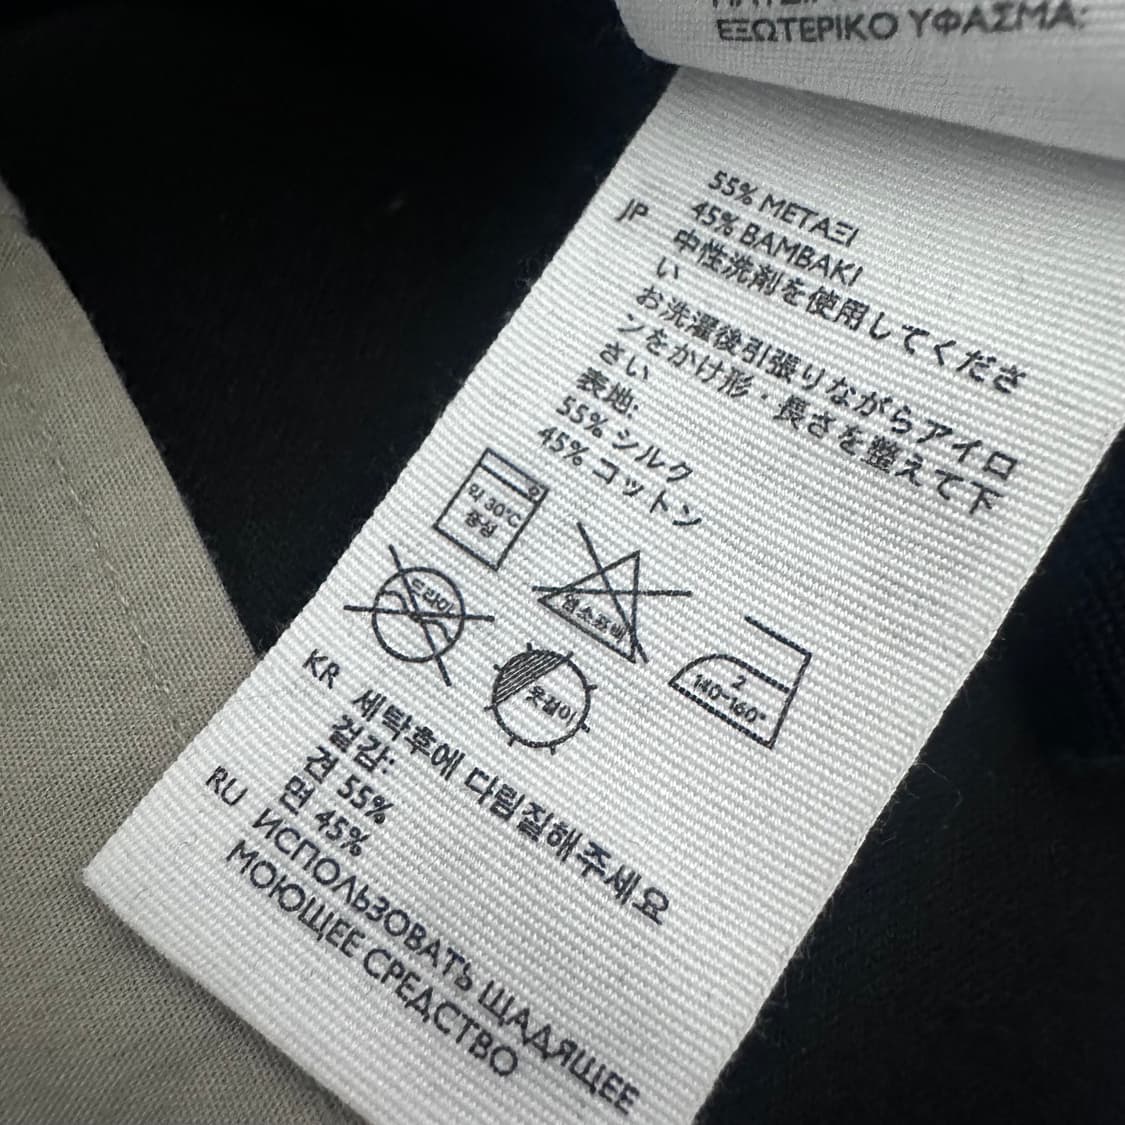 ΕΞΩΤΕΡΙΚΟ ΥΦΑΣΜΑ:
55% ΜΕΤΑΞΙ
45% BAMBAKI
JP 中性洗剤を使用してくださ
い
お洗濯後引張りながらアイロ
ンをかけ形・長さを整えて下
さい
表地:
55% シルク
45% コットン
약 30°C
중성
염소표백
2
140-160°
드라이
옷걸이
KR 세탁후에 다림질해주세요
겉감:
견 55%
면 45%
RU ИСПОЛЬЗОВАТЬ ЩАДЯЩЕЕ
МОЮЩЕЕ СРЕДСТВО